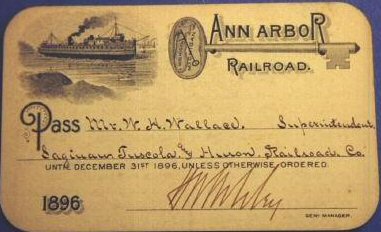 ANN ARBOR
RAILROAD.
Pass Mr. W. H. Wallace. Superintendent
Saginaw Tuscola & Huron Railroad Co
UNTIL DECEMBER 31ST 1896, UNLESS OTHERWISE ORDERED.
1896
GENL MANAGER.